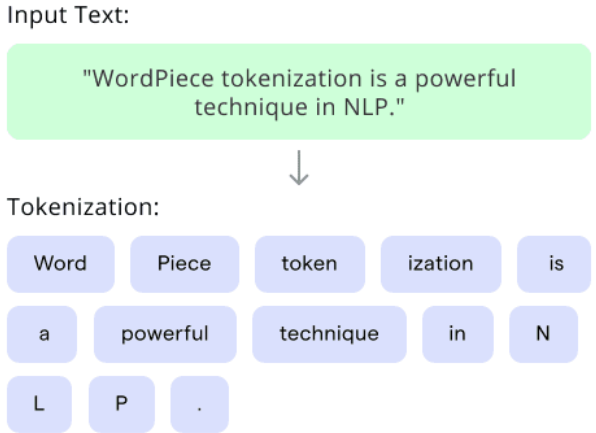 Input Text:
"WordPiece tokenization is a powerful
technique in NLP."
Tokenization:
Word Piece token ization is
a powerful technique in N
L P .